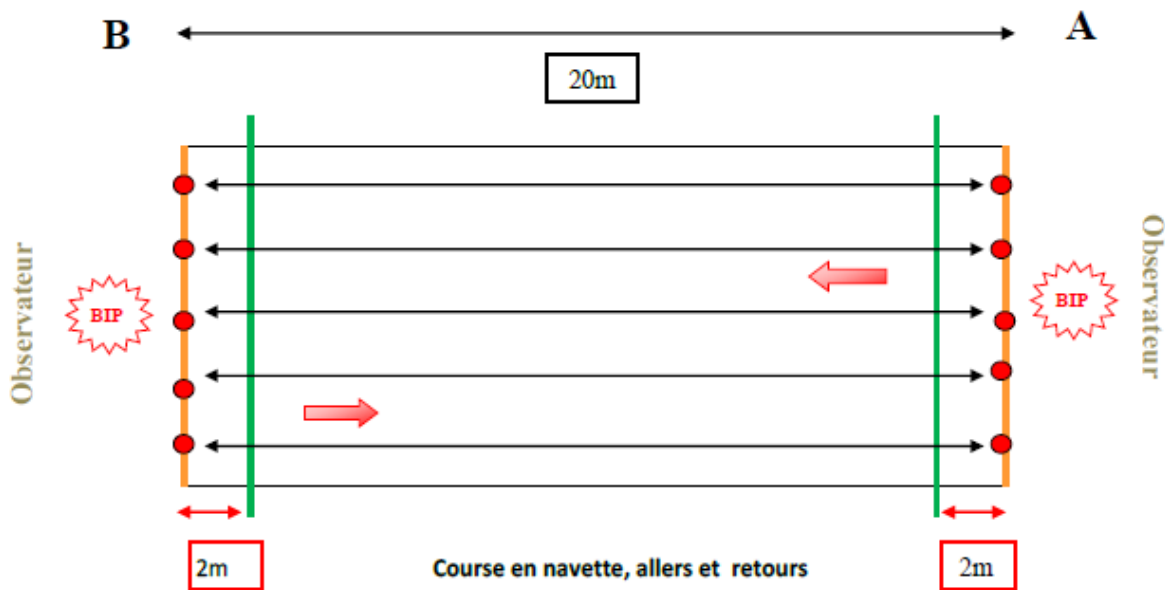 B
A
20m
Observateur
BIP
BIP
Observateur
2m
Course en navette, allers et retours
2m